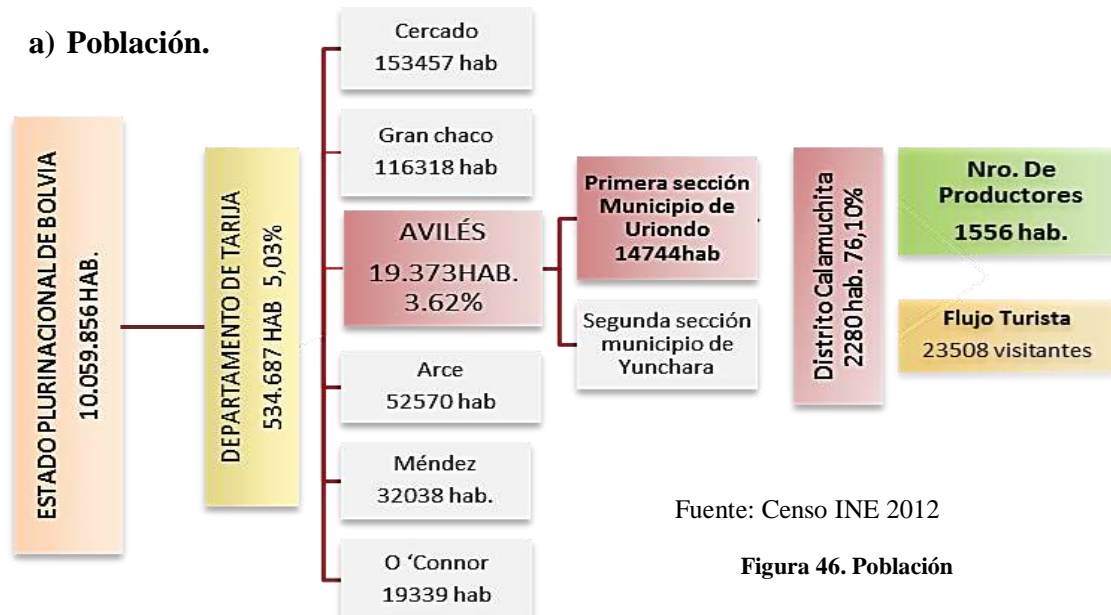 a) Población.
ESTADO PLURINACIONAL DE BOLVIA
10.059.856 HAB.
DEPARTAMENTO DE TARIJA
534.687 HAB 5,03%
Cercado
153457 hab
Gran chaco
116318 hab
AVILÉS
19.373HAB.
3.62%
Arce
52570 hab
Méndez
32038 hab.
O ‘Connor
19339 hab
Primera sección
Municipio de
Uriondo
14744hab
Segunda sección
municipio de
Yunchara
Distrito Calamuchita
2280 hab. 76,10%
Nro. De
Productores
1556 hab.
Flujo Turista
23508 visitantes
Fuente: Censo INE 2012
Figura 46. Población